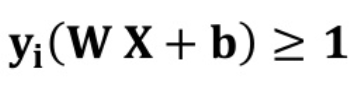 yᵢ(W X + b) ≥ 1